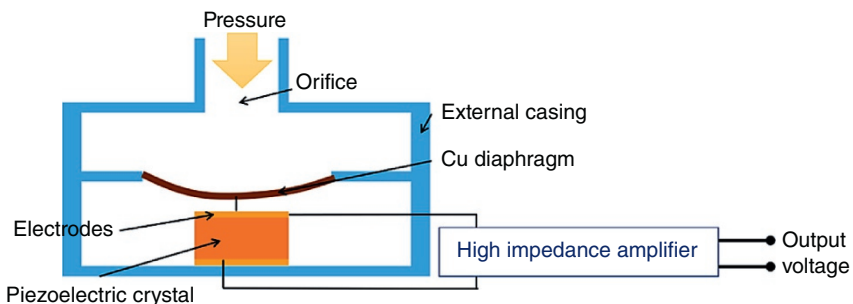 Pressure
Orifice
External casing
Cu diaphragm
Electrodes
High impedance amplifier
Output
voltage
Piezoelectric crystal